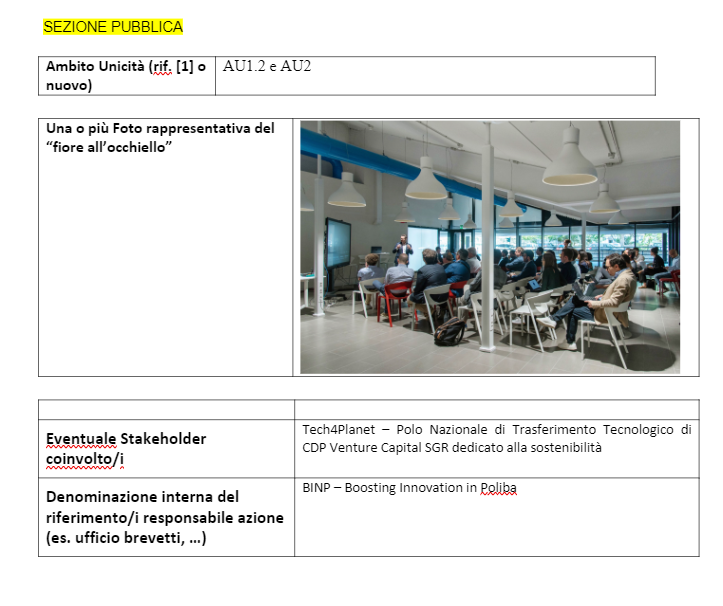 SEZIONE PUBBLICA
Ambito Unicità (rif. [1] o
nuovo)
AU1.2 e AU2
Una o più Foto rappresentativa del
“fiore all’occhiello”
Eventuale Stakeholder
coinvolto/i
Tech4Planet – Polo Nazionale di Trasferimento Tecnologico di
CDP Venture Capital SGR dedicato alla sostenibilità
Denominazione interna del
riferimento/i responsabile azione
(es. ufficio brevetti, …)
BINP – Boosting Innovation in Poliba